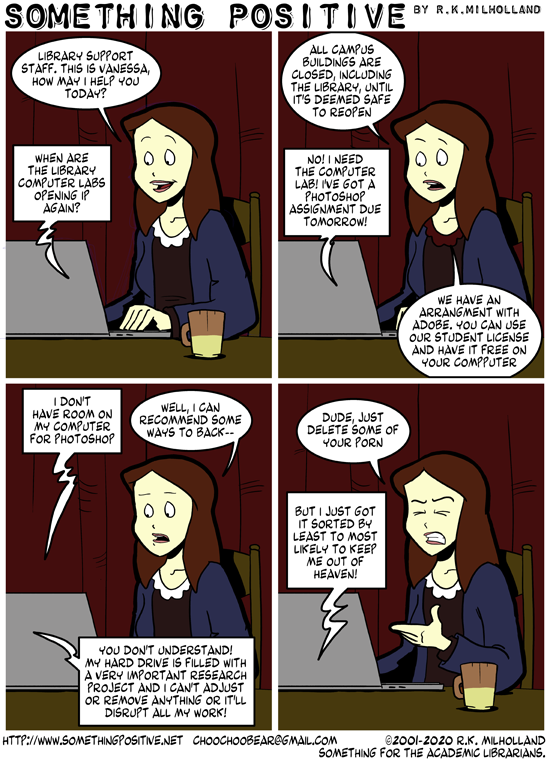 SOMETHING POSITIVE BY R.K.MILHOLLAND
LIBRARY SUPPORT
STAFF. THIS IS VANESSA,
HOW MAY I HELP YOU
TODAY?
WHEN ARE
THE LIBRARY
COMPUTER LABS
OPENING IP
AGAIN?
ALL CAMPUS
BUILDINGS ARE
CLOSED, INCLUDING
THE LIBRARY, UNTIL
IT'S DEEMED SAFE
TO REOPEN
NO! I NEED
THE COMPUTER
LAB! I'VE GOT A
PHOTOSHOP
ASSIGNMENT DUE
TOMORROW!
WE HAVE AN
ARRANGMENT WITH
ADOBE. YOU CAN USE
OUR STUDENT LICENSE
AND HAVE IT FREE ON
YOUR COMPPUTER
I DON'T
HAVE ROOM ON
MY COMPUTER
FOR PHOTOSHOP
WELL, I CAN
RECOMMEND SOME
WAYS TO BACK--
YOU DON'T UNDERSTAND!
MY HARD DRIVE IS FILLED WITH
A VERY IMPORTANT RESEARCH
PROJECT AND I CAN'T ADJUST
OR REMOVE ANYTHING OR IT'LL
DISRUPT ALL MY WORK!
DUDE, JUST
DELETE SOME OF
YOUR PORN
BUT I JUST GOT
IT SORTED BY
LEAST TO MOST
LIKELY TO KEEP
ME OUT OF
HEAVEN!
HTTP://WWW.SOMETHINGPOSITIVE.NET CHOOCHOOBEAR@GMAIL.COM ©2001-2020 R.K. MILHOLLAND
SOMETHING FOR THE ACADEMIC LIBRARIANS.